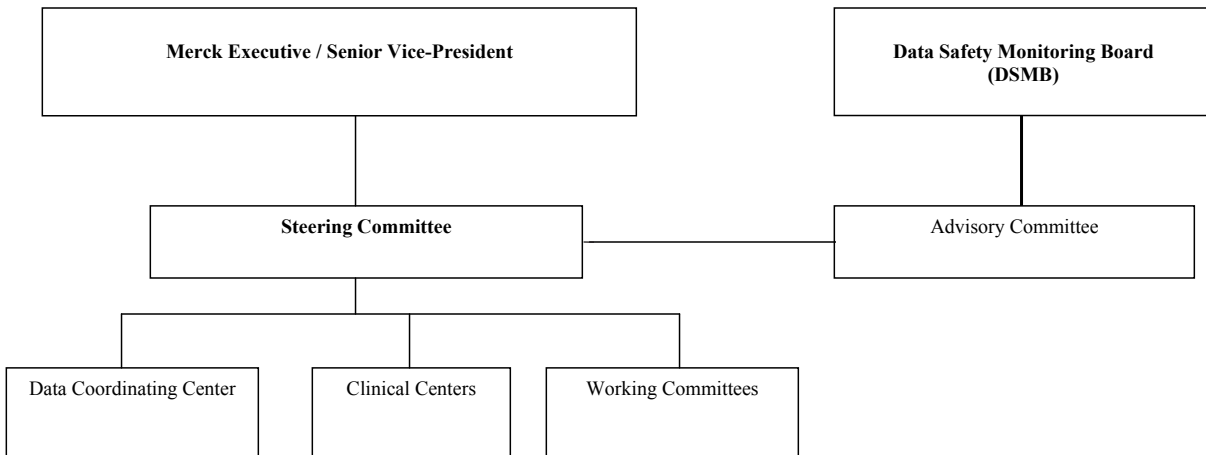 Merck Executive / Senior Vice-President
Data Safety Monitoring Board
(DSMB)
Steering Committee
Advisory Committee
Data Coordinating Center
Clinical Centers
Working Committees